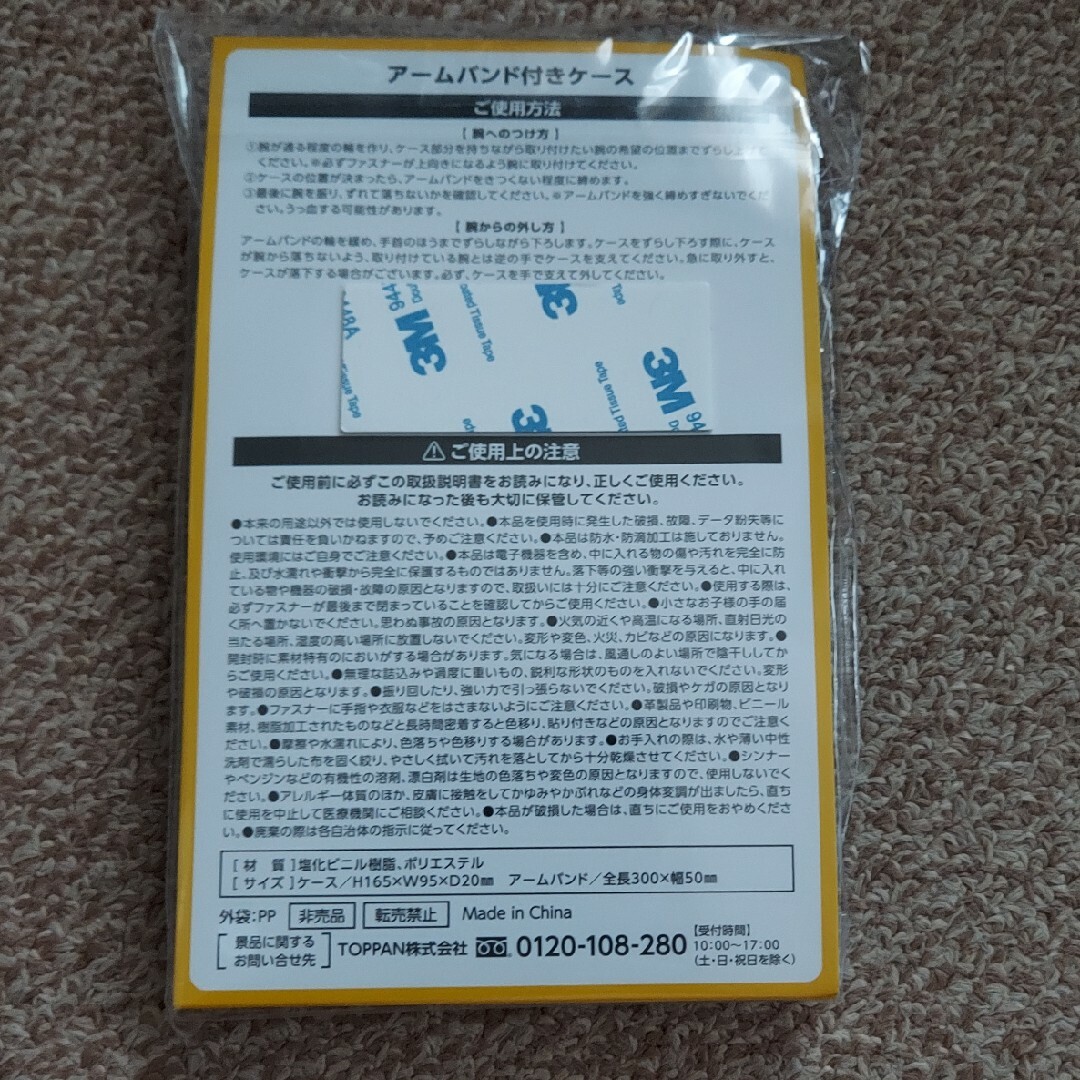 アームバンド付きケース
ご使用方法
【 腕へのつけ方 】
①腕が通る程度の輪を作り、ケース部分を持ちながら取り付けたい腕の希望の位置までずらし上げて
ください。※必ずファスナーが上向きになるよう腕に取り付けてください。
②ケースの位置が決まったら、アームバンドをきつくない程度に締めます。
③最後に腕を振り、ずれて落ちないかを確認してください。※アームバンドを強く締めすぎないでくだ
さい。うっ血する可能性があります。
【 腕からの外し方 】
アームバンドの輪を緩め、手首のほうまでずらしながら下ろします。ケースをずらし下ろす際に、ケース
が腕から落ちないよう、取り付けている腕とは逆の手でケースを支えてください。急に取り外すと、
ケースが落下する場合がございます。必ず、ケースを手で支えて外してください。
448A
Tissue Tape
3M 944
Dou
ated Tissue Tape
3M
Tape
3M
ated Tissue Tape
3M 94
⚠ご使用上の注意
ご使用前に必ずこの取扱説明書をお読みになり、正しくご使用ください。
お読みになった後も大切に保管してください。
●本来の用途以外では使用しないでください。●本品を使用時に発生した破損、故障、データ紛失等に
ついては責任を負いかねますので、予めご注意ください。●本品は防水・防滴加工は施しておりません。
使用環境にはご自身でご注意ください。●本品は電子機器を含め、中に入れる物の傷や汚れを完全に防
止、及び水濡れや衝撃から完全に保護するものではありません。落下等の強い衝撃を与えると、中に入れ
ている物や機器の破損・故障の原因となりますので、取扱いには十分にご注意ください。●使用する際は、
必ずファスナーが最後まで閉まっていることを確認してからご使用ください。●小さなお子様の手の届
く所へ置かないでください。思わぬ事故の原因となります。●火気の近くや高温になる場所、直射日光の
当たる場所、湿度の高い場所に放置しないでください。変形や変色、火災、カビなどの原因になります。●
開封時に素材特有のにおいがする場合があります。気になる場合は、風通しのよい場所で陰干ししてか
らご使用ください。●無理な詰込みや過度に重いもの、鋭利な形状のものを入れないでください。変形
や破損の原因となります。●振り回したり、強い力で引っ張らないでください。破損やケガの原因となり
ます。●ファスナーに手指や衣服などをはさまないようにご注意ください。●革製品や印刷物、ビニール
素材、樹脂加工されたものなどと長時間密着すると色移り、貼り付きなどの原因となりますのでご注意く
ださい。●摩擦や水濡れにより、色落ちや色移りする場合があります。●お手入れの際は、水や薄い中性
洗剤で濡らした布を固く絞り、やさしく拭いて汚れを落としてから十分乾燥させてください。●シンナー
やベンジンなどの有機性の溶剤、漂白剤は生地の色落ちや変色の原因となりますので、使用しないでく
ださい。●アレルギー体質のほか、皮膚に接触をしてかゆみやかぶれなどの身体変調が出ましたら、直ち
に使用を中止して医療機関にご相談ください。●本品が破損した場合は、直ちにご使用をおやめくださ
い。●廃棄の際は各自治体の指示に従ってください。
［材 質］塩化ビニル樹脂、ポリエステル
［サイズ］ケース／H165×W95×D20㎜ アームバンド／全長300×幅50㎜
外袋：PP 非売品 転売禁止 Made in China
景品に関する
お問い合せ先
TOPPAN株式会社 0120-108-280
【受付時間】
10:00〜17:00
(土・日・祝日を除く)